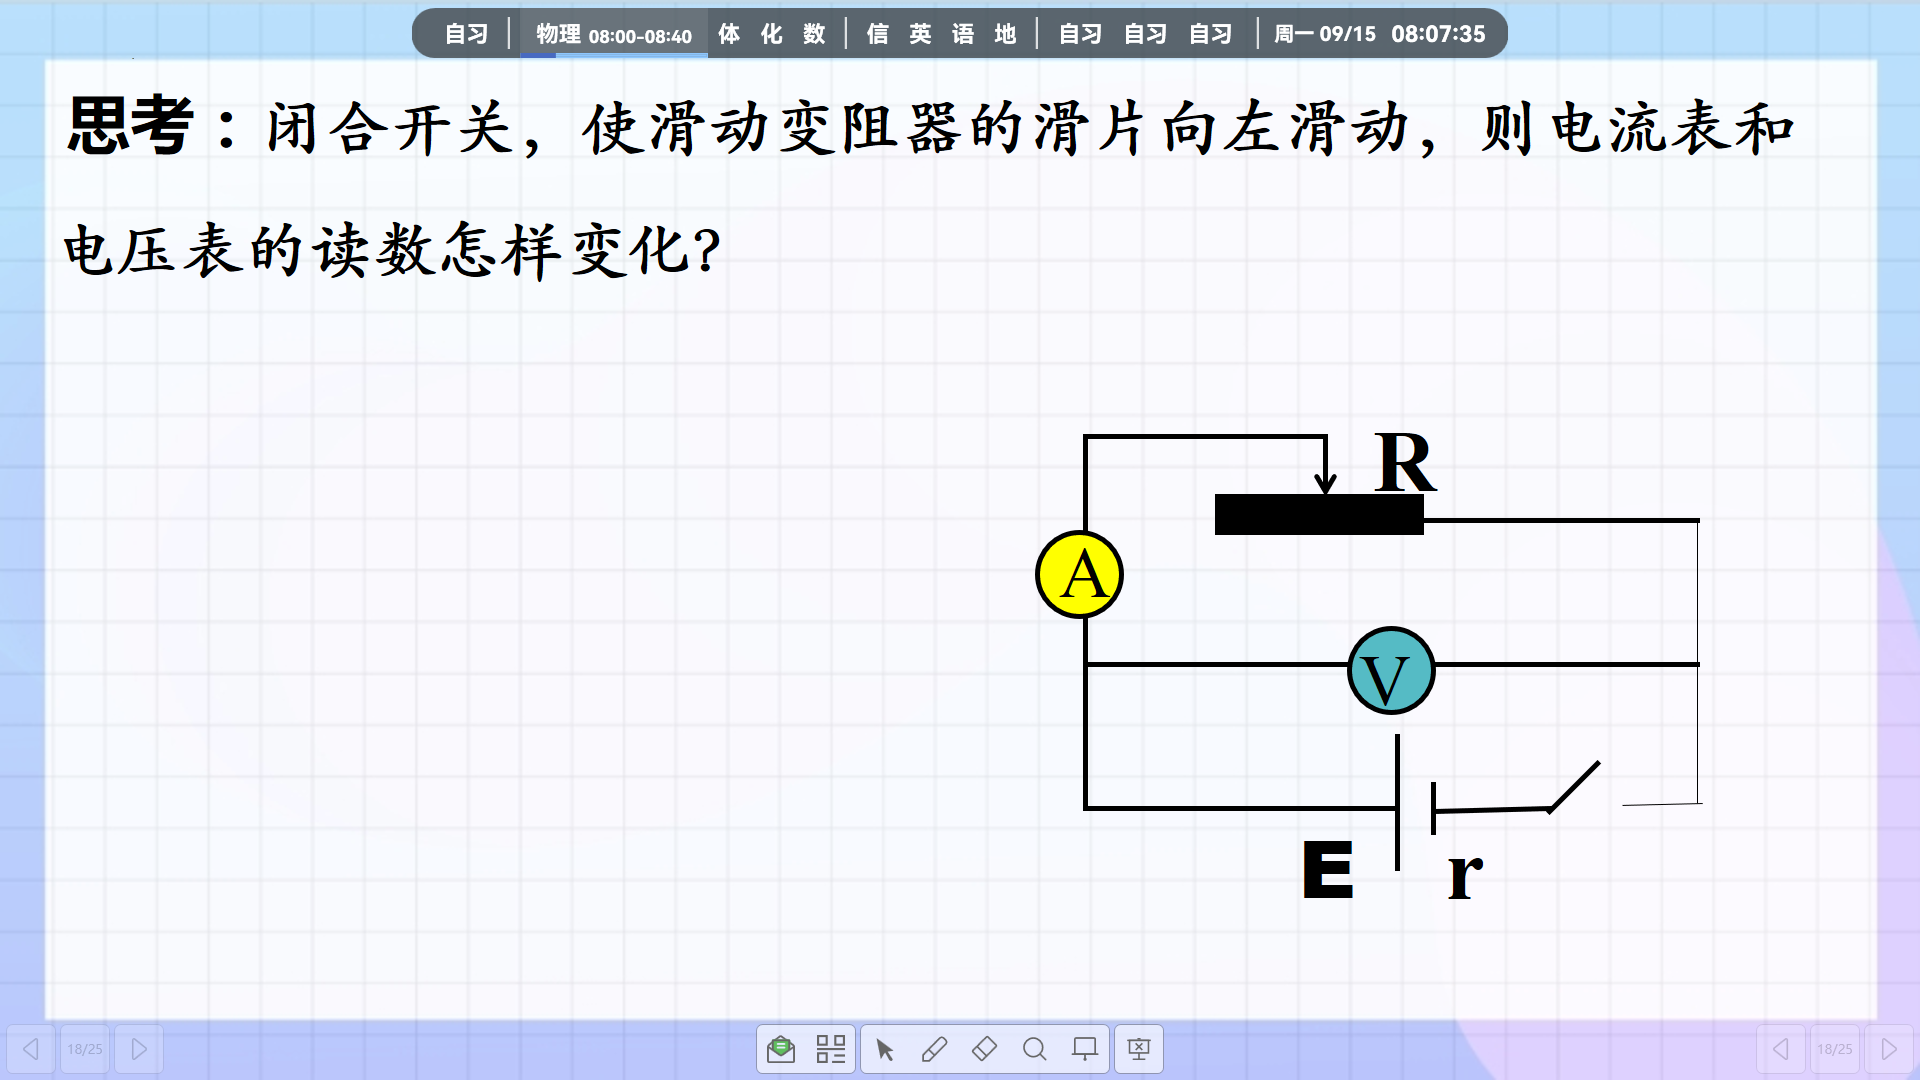 自习 物理 08:00-08:40 体 化 数 信 英 语 地 自习 自习 自习 周一 09/15 08:07:35
思考：闭合开关，使滑动变阻器的滑片向左滑动，则电流表和
电压表的读数怎样变化？
R
A
V
E
r
18/25
18/25